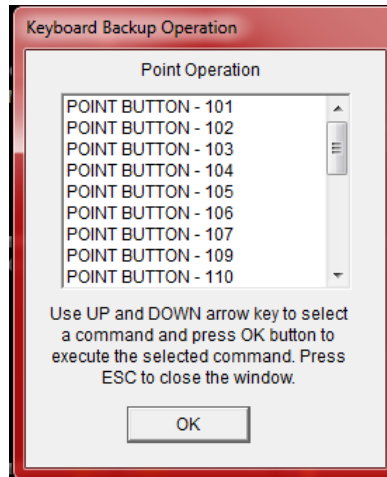 Keyboard Backup Operation
Point Operation
POINT BUTTON - 101
POINT BUTTON - 102
POINT BUTTON - 103
POINT BUTTON - 104
POINT BUTTON - 105
POINT BUTTON - 106
POINT BUTTON - 107
POINT BUTTON - 109
POINT BUTTON - 110
Use UP and DOWN arrow key to select
a command and press OK button to
execute the selected command. Press
ESC to close the window.
OK